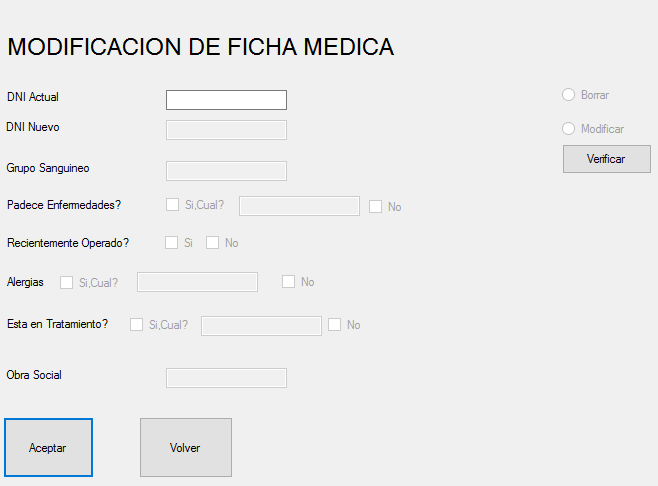 MODIFICACION DE FICHA MEDICA
DNI Actual
Borrar
DNI Nuevo
Modificar
Verificar
Grupo Sanguineo
Padece Enfermedades? Si,Cual? No
Recientemente Operado? Si No
Alergias Si,Cual? No
Esta en Tratamiento? Si,Cual? No
Obra Social
Aceptar Volver